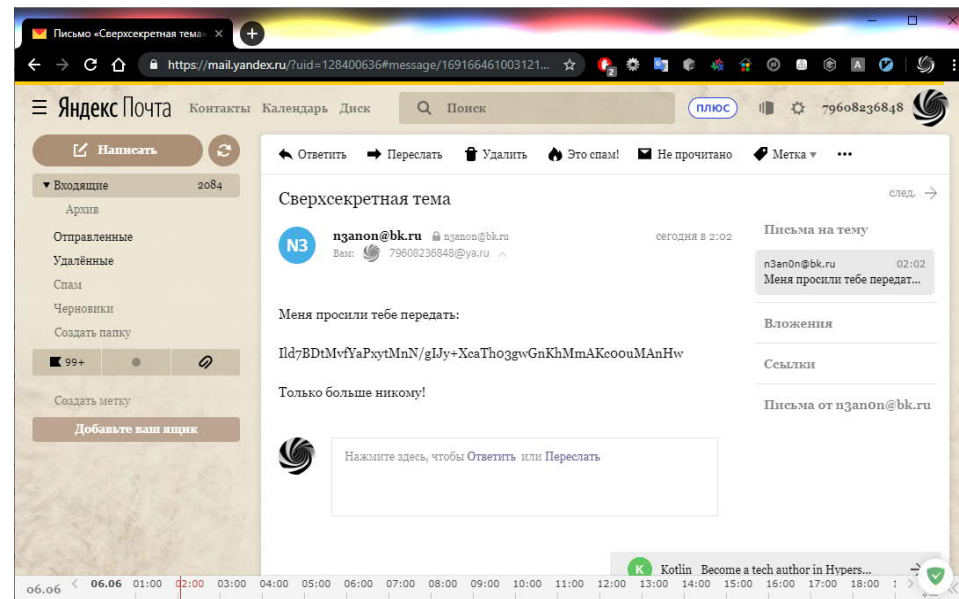 Письмо «Сверхсекретная тема»
https://mail.yandex.ru/?uid=128400636#message/169166461003121...
2
A
Яндекс Почта Контакты Календарь Диск Поиск плюс 79608236848
Написать
Ответить Переслать Удалить Это спам! Не прочитано Метка
Входящие 2084
Архив
Отправленные
Удалённые
Спам
Черновики
Создать папку
99+
Создать метку
Добавьте ваш ящик
след.
Сверхсекретная тема
N3
n3anon@bk.ru n3anon@bk.ru сегодня в 2:02
Вам: 79608236848@ya.ru
Меня просили тебе передать:
Ild7BDtMvfYaPxytMnN/gIJy+XcaTh03gwGnKhMmAKc00uMAnHw
Только больше никому!
Нажмите здесь, чтобы Ответить или Переслать
Письма на тему
n3an0n@bk.ru 02:02
Меня просили тебе передат...
Вложения
Ссылки
Письма от n3an0n@bk.ru
K Kotlin Become a tech author in Hypers...
06.06 06.06 01:00 02:00 03:00 04:00 05:00 06:00 07:00 08:00 09:00 10:00 11:00 12:00 13:00 14:00 15:00 16:00 17:00 18:00